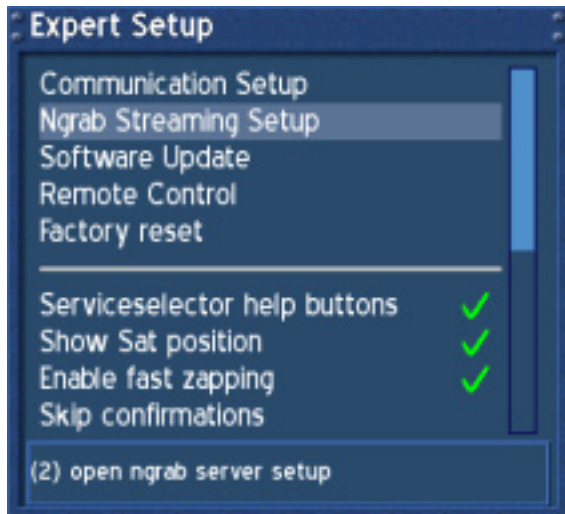 Expert Setup
Communication Setup
Ngrab Streaming Setup
Software Update
Remote Control
Factory reset
Serviceselector help buttons
Show Sat position
Enable fast zapping
Skip confirmations
(2) open ngrab server setup